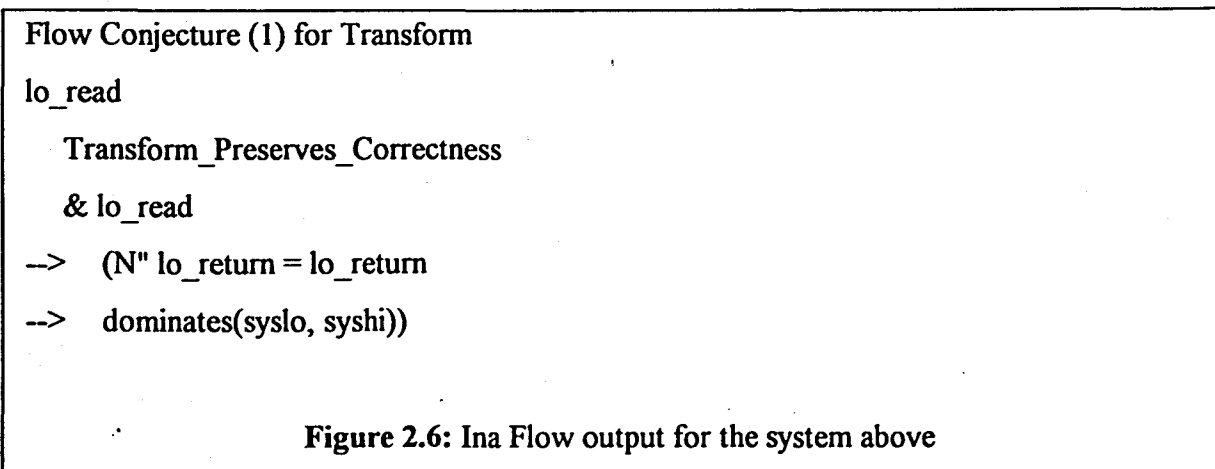 Flow Conjecture (1) for Transform
lo_read
Transform_Preserves_Correctness
& lo_read
--> (N" lo_return = lo_return
--> dominates(syslo, syshi))
Figure 2.6: Ina Flow output for the system above